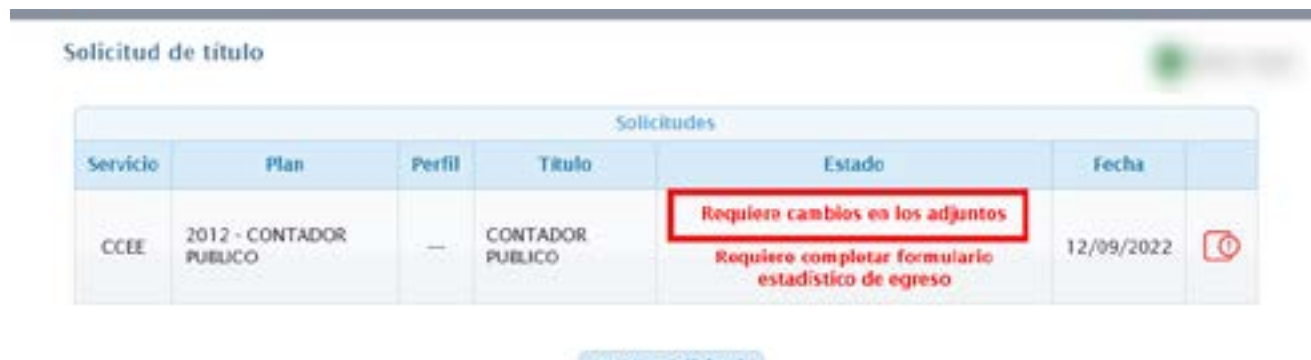 Solicitud de título
Solicitudes
Servicio Plan Perfil Título Estado Fecha
CCEE 2012 - CONTADOR PUBLICO — CONTADOR PUBLICO Requiere cambios en los adjuntos 12/09/2022
Requiere completar formulario
estadístico de egreso